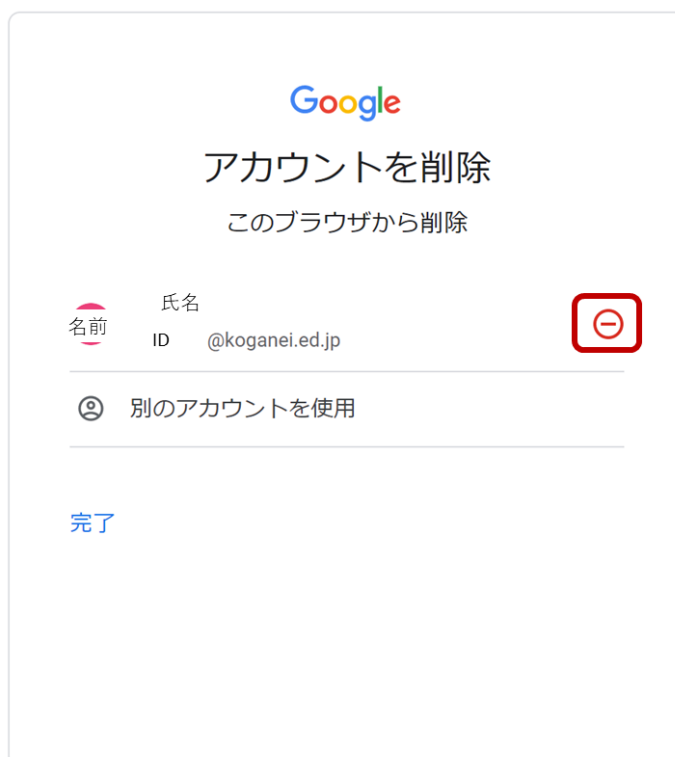 Google
アカウントを削除
このブラウザから削除
氏名
名前
ID @koganei.ed.jp
別のアカウントを使用
完了